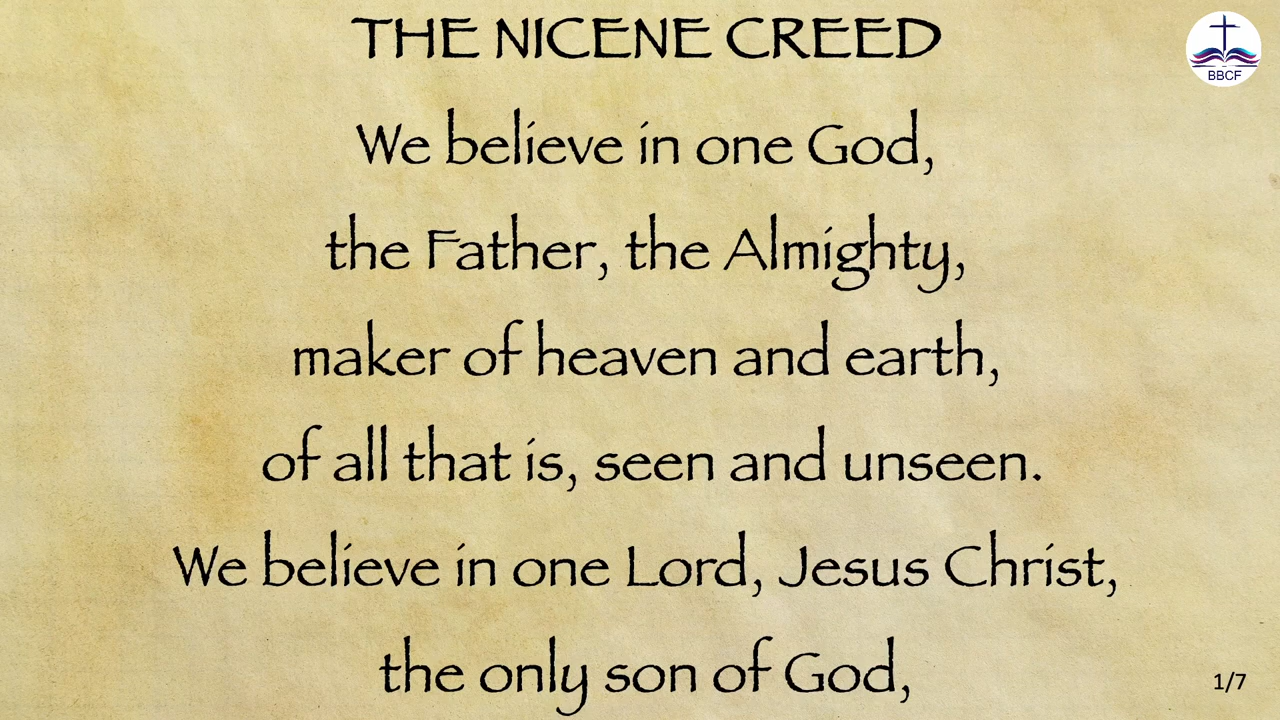 THE NICENE CREED
BBCF
We believe in one God,
the Father, the Almighty,
maker of heaven and earth,
of all that is, seen and unseen.
We believe in one Lord, Jesus Christ,
the only son of God,
1/7